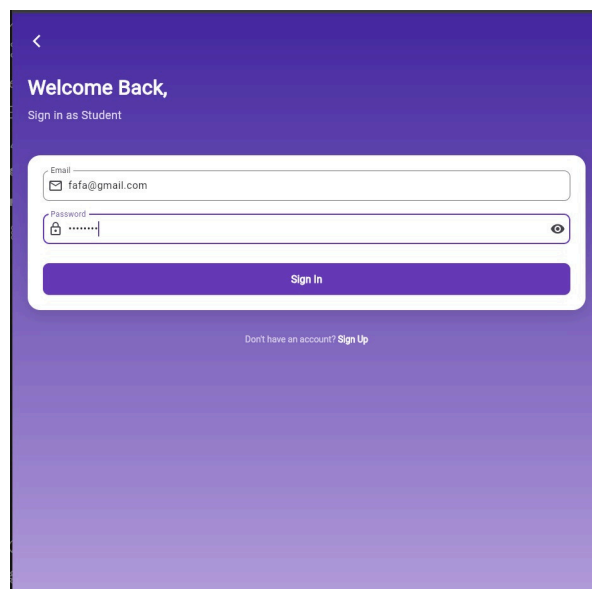 Welcome Back,
Sign in as Student
Email
fafa@gmail.com
Password
········
Sign In
Don't have an account? Sign Up